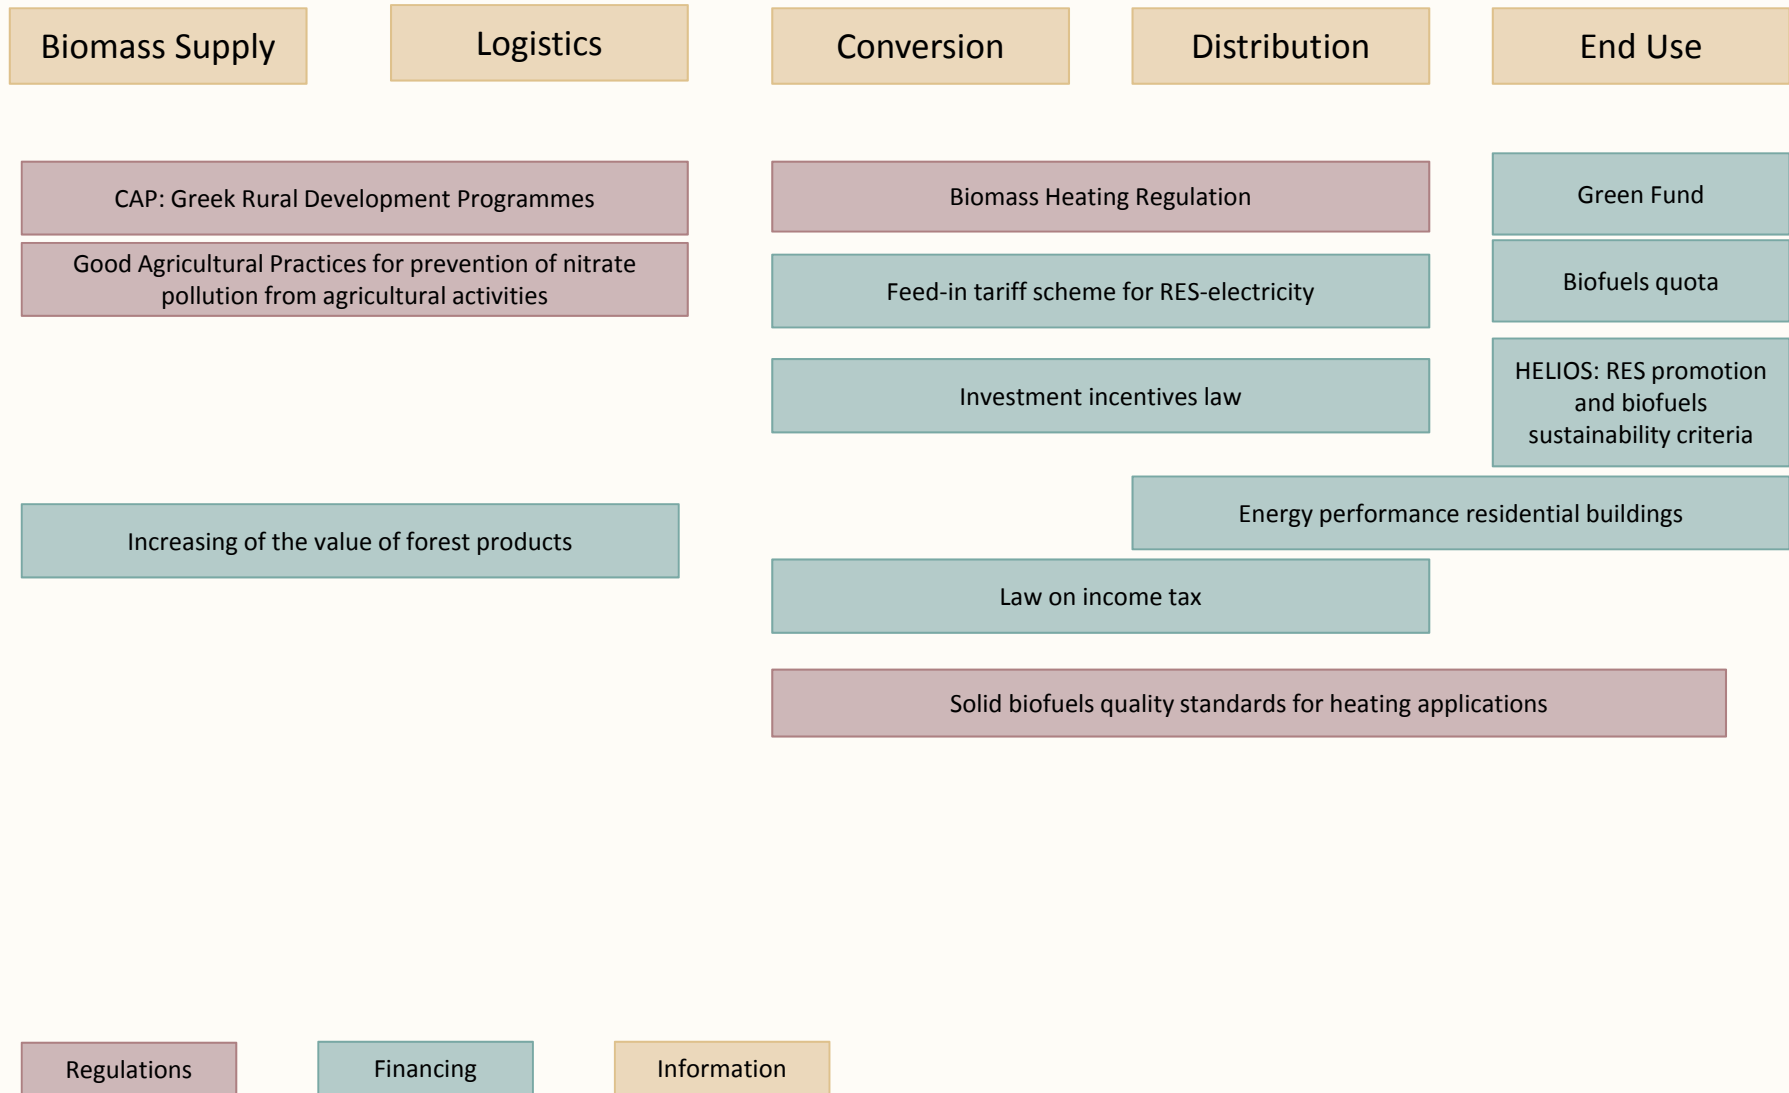 Biomass Supply
Logistics
Conversion
Distribution
End Use
CAP: Greek Rural Development Programmes
Biomass Heating Regulation
Green Fund
Good Agricultural Practices for prevention of nitrate
pollution from agricultural activities
Feed-in tariff scheme for RES-electricity
Biofuels quota
Investment incentives law
HELIOS: RES promotion
and biofuels
sustainability criteria
Energy performance residential buildings
Increasing of the value of forest products
Law on income tax
Solid biofuels quality standards for heating applications
Regulations
Financing
Information